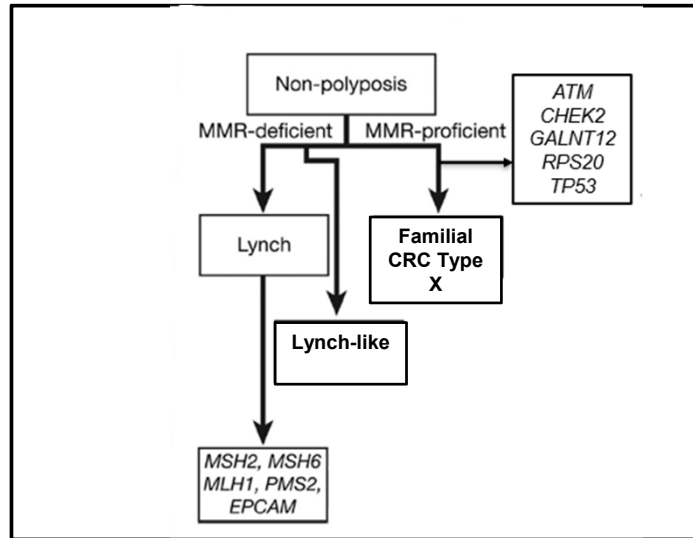 Non-polyposis
MMR-deficient
MMR-proficient
ATM
CHEK2
GALNT12
RPS20
TP53
Lynch
Familial
CRC Type
X
Lynch-like
MSH2, MSH6
MLH1, PMS2,
EPCAM